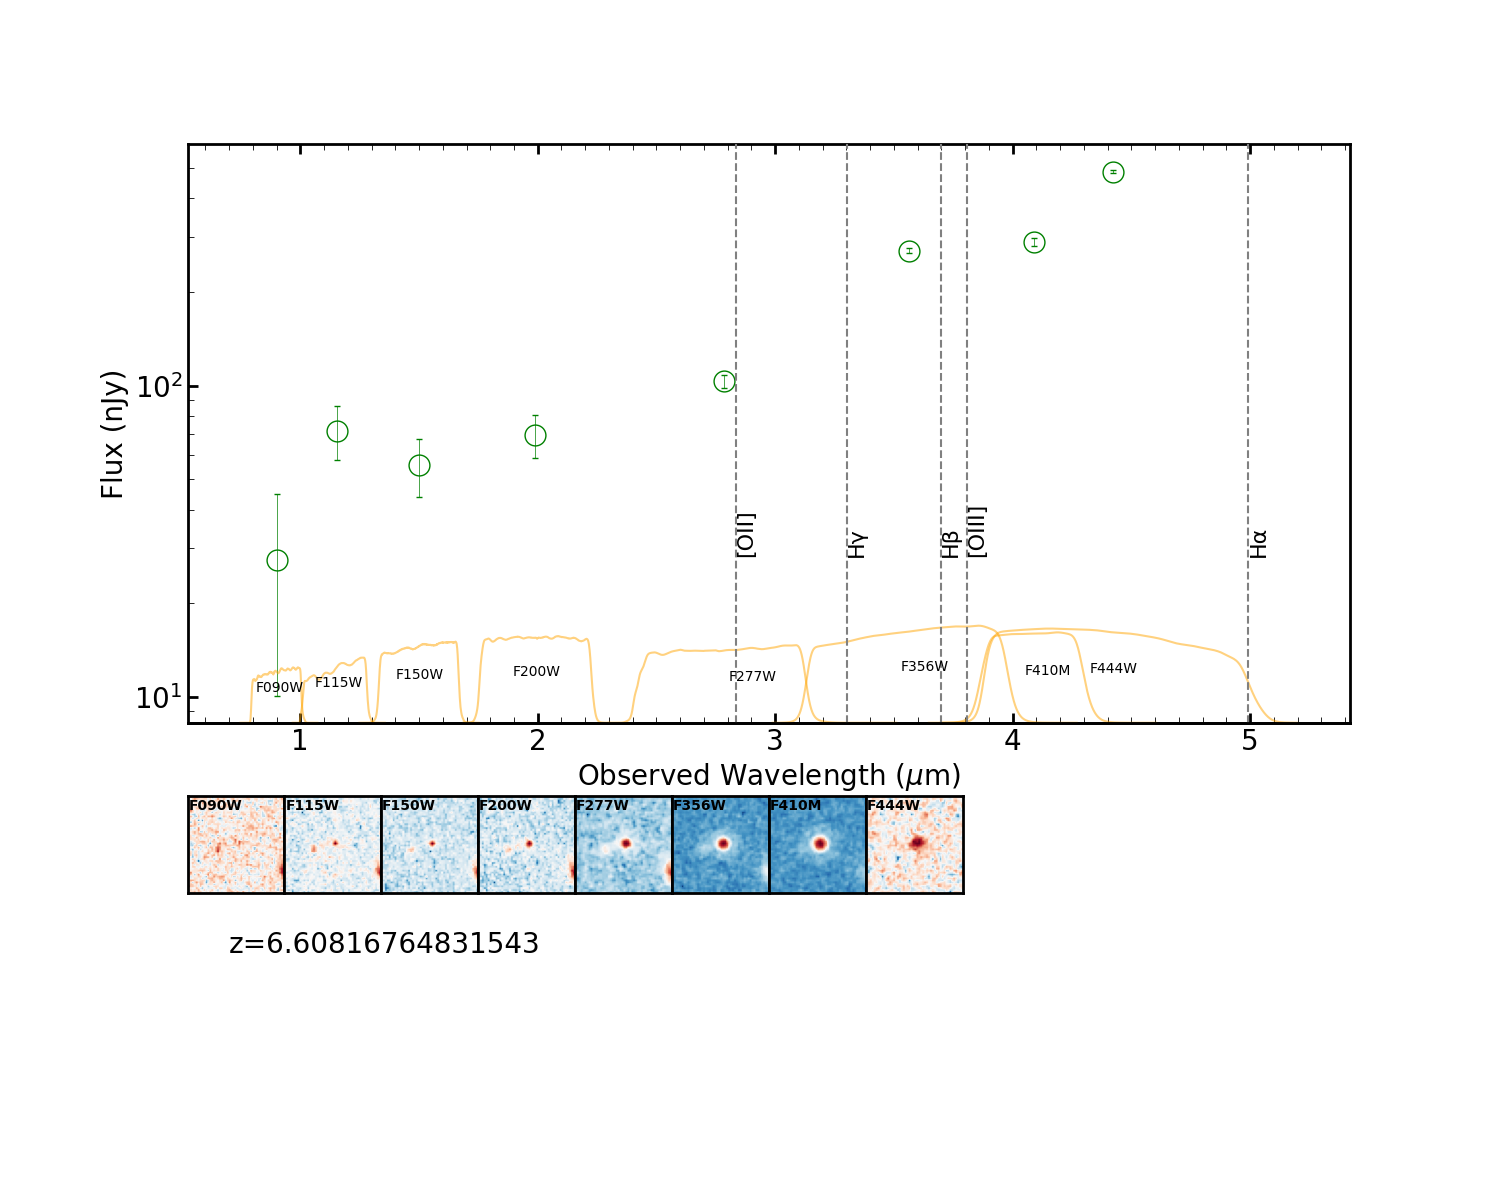 Flux (nJy)
10²
10¹
[OII]
Hγ
Hβ
[OIII]
Hα
F090W
F115W
F150W
F200W
F277W
F356W
F410M
F444W
1 2 3 4 5
Observed Wavelength (μm)
F090W F115W F150W F200W F277W F356W F410M F444W
z=6.60816764831543